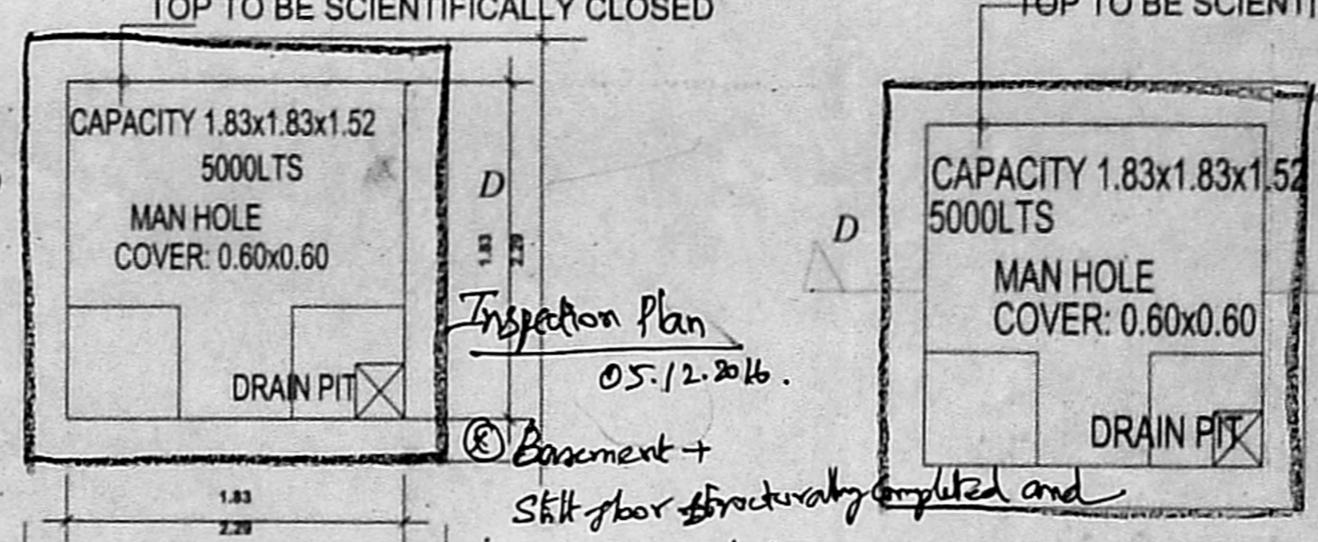 TOP TO BE SCIENTIFICALLY CLOSED
CAPACITY 1.83x1.83x1.52
5000LTS
MAN HOLE
COVER: 0.60x0.60
DRAIN PIT
D
1.83
2.29
1.83
2.29
Inspection Plan
05.12.2016.
Basement +
Stilt floor structurally completed and
TOP TO BE SCIENTI
D
CAPACITY 1.83x1.83x1.52
5000LTS
MAN HOLE
COVER: 0.60x0.60
DRAIN PIT